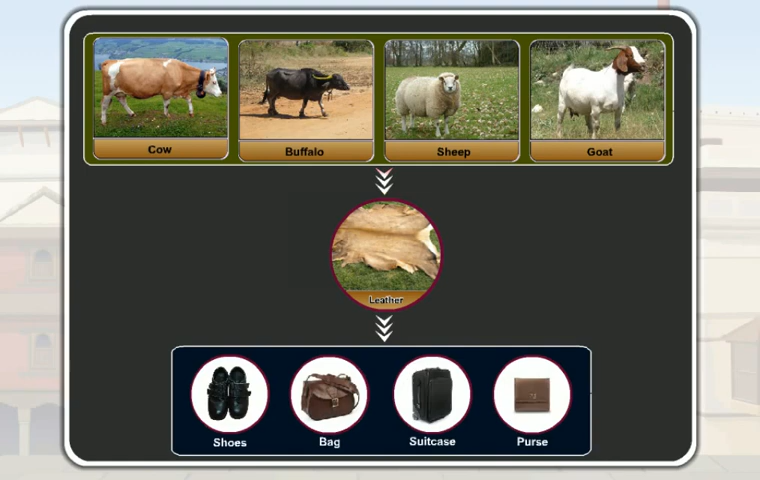 Cow
Buffalo
Sheep
Goat
Leather
Shoes
Bag
Suitcase
Purse